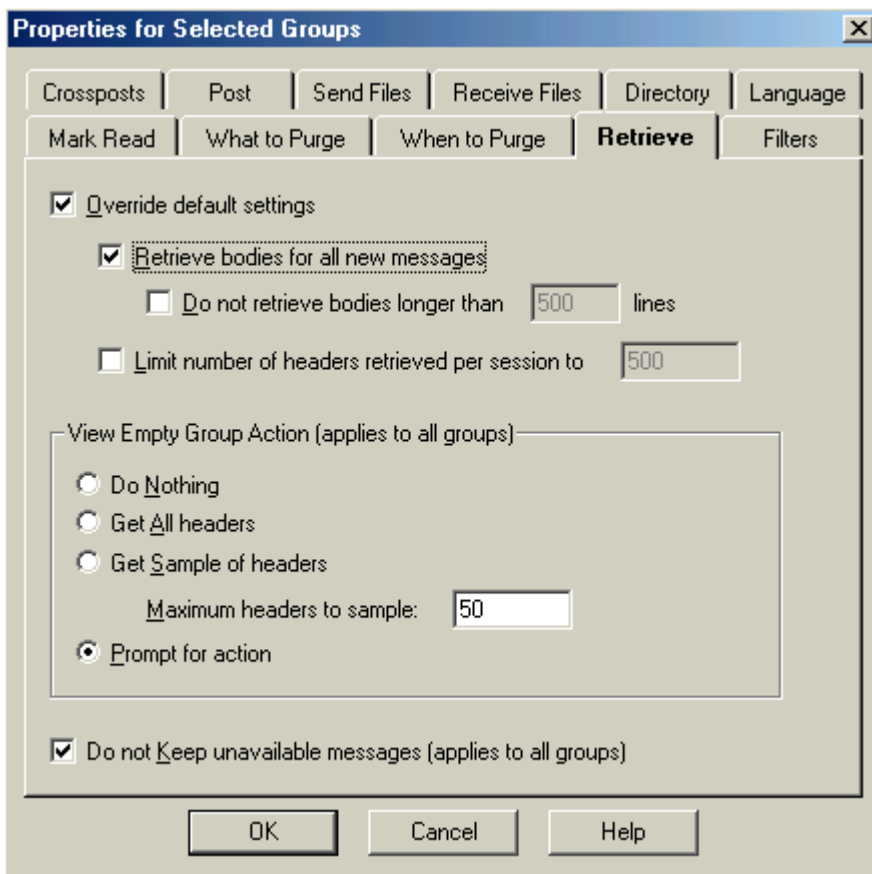 Properties for Selected Groups
Crossposts Post Send Files Receive Files Directory Language
Mark Read What to Purge When to Purge Retrieve Filters
Override default settings
Retrieve bodies for all new messages
Do not retrieve bodies longer than 500 lines
Limit number of headers retrieved per session to 500
View Empty Group Action (applies to all groups)
Do Nothing
Get All headers
Get Sample of headers
Maximum headers to sample: 50
Prompt for action
Do not Keep unavailable messages (applies to all groups)
OK Cancel Help